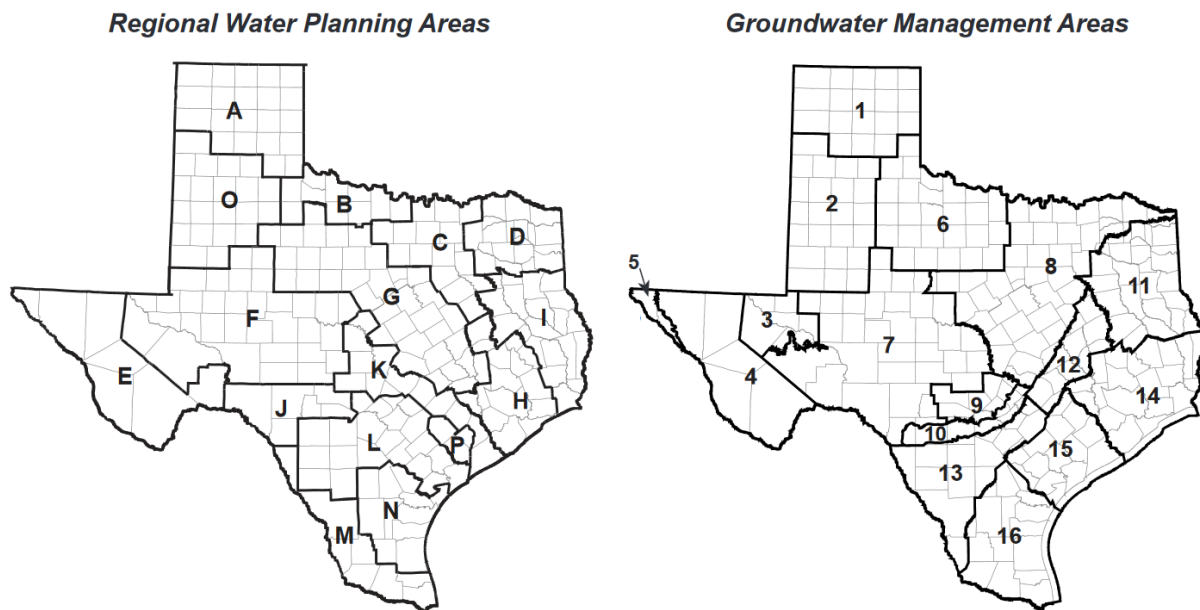 Regional Water Planning Areas
A
O
B
C
D
G
I
F
E
K
H
J
L
P
N
M
Groundwater Management Areas
1
2
6
5
8
11
3
7
12
4
14
9
10
15
13
16